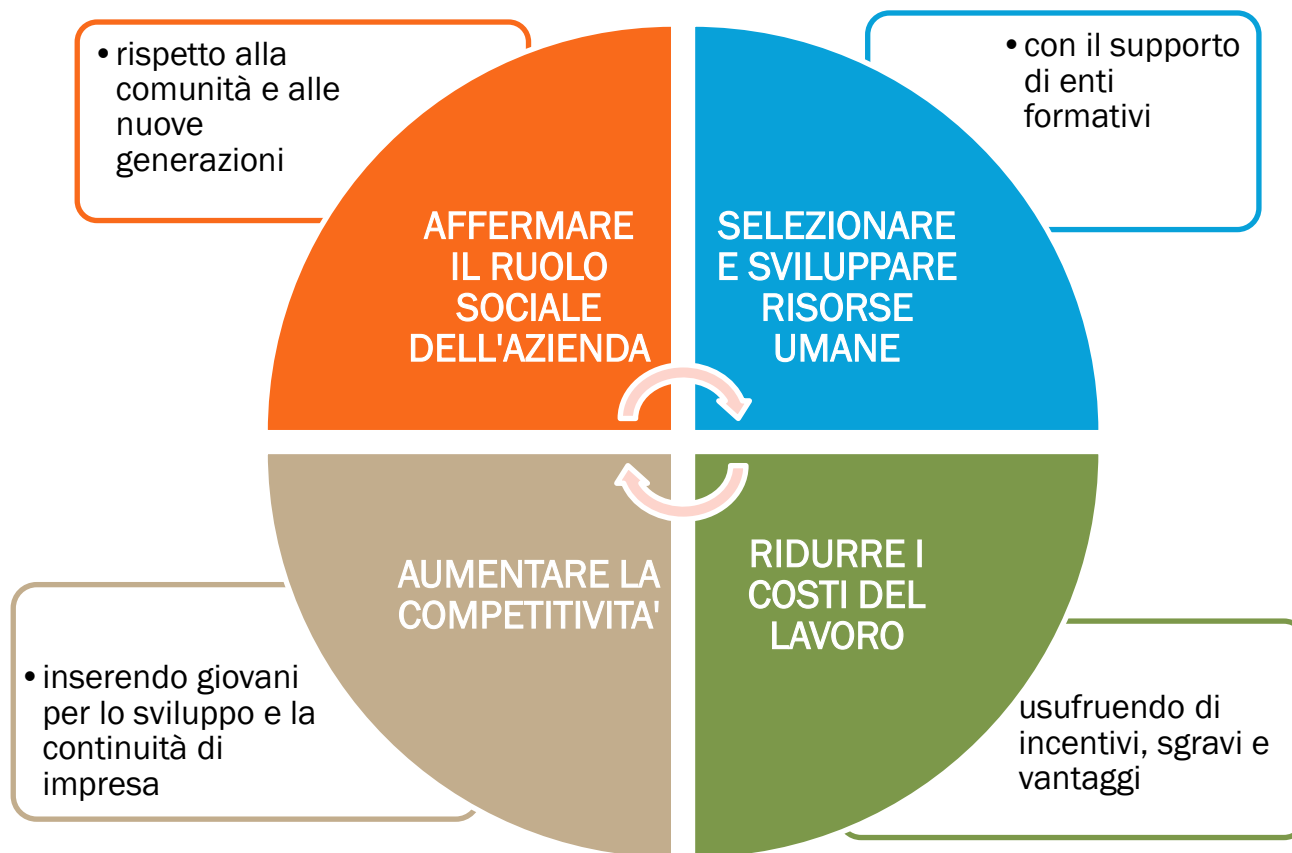 • rispetto alla
comunità e alle
nuove
generazioni
• con il supporto
di enti
formativi
AFFERMARE
IL RUOLO
SOCIALE
DELL'AZIENDA
SELEZIONARE
E SVILUPPARE
RISORSE
UMANE
AUMENTARE LA
COMPETITIVITA'
RIDURRE I
COSTI DEL
LAVORO
• inserendo giovani
per lo sviluppo e la
continuità di
impresa
usufruendo di
incentivi, sgravi e
vantaggi